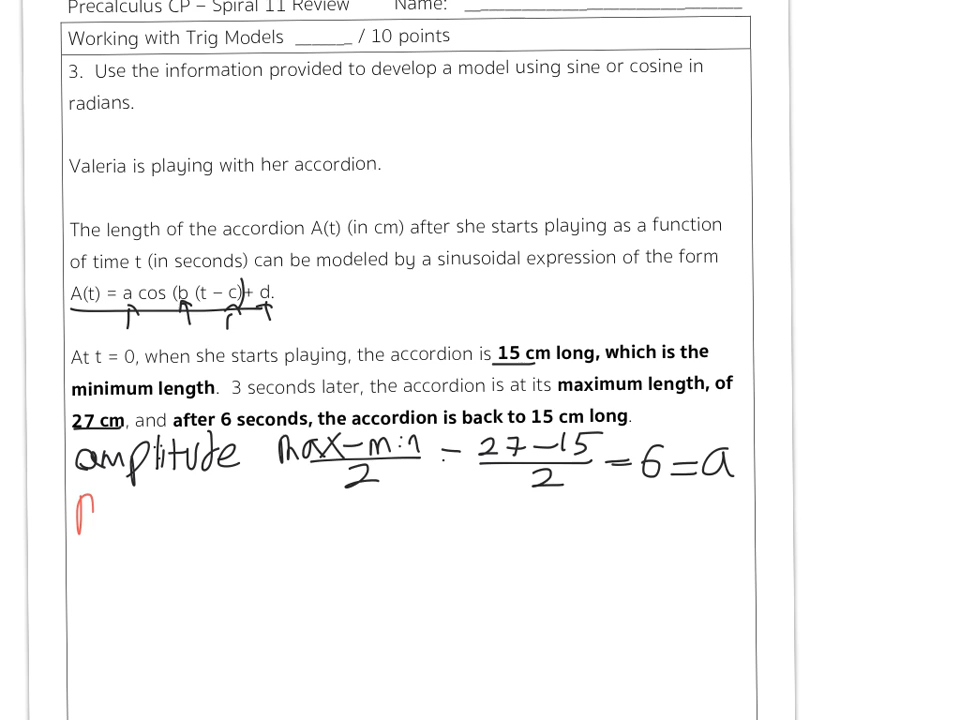 Precalculus CP – Spiral 11 Review Name: ____________
Working with Trig Models ______ / 10 points
3. Use the information provided to develop a model using sine or cosine in
radians.
Valeria is playing with her accordion.
The length of the accordion A(t) (in cm) after she starts playing as a function
of time t (in seconds) can be modeled by a sinusoidal expression of the form
A(t) = a cos (b (t – c)) + d.
At t = 0, when she starts playing, the accordion is 15 cm long, which is the
minimum length. 3 seconds later, the accordion is at its maximum length, of
27 cm, and after 6 seconds, the accordion is back to 15 cm long.
amplitude max-min/2 = 27-15/2 = 6 = a